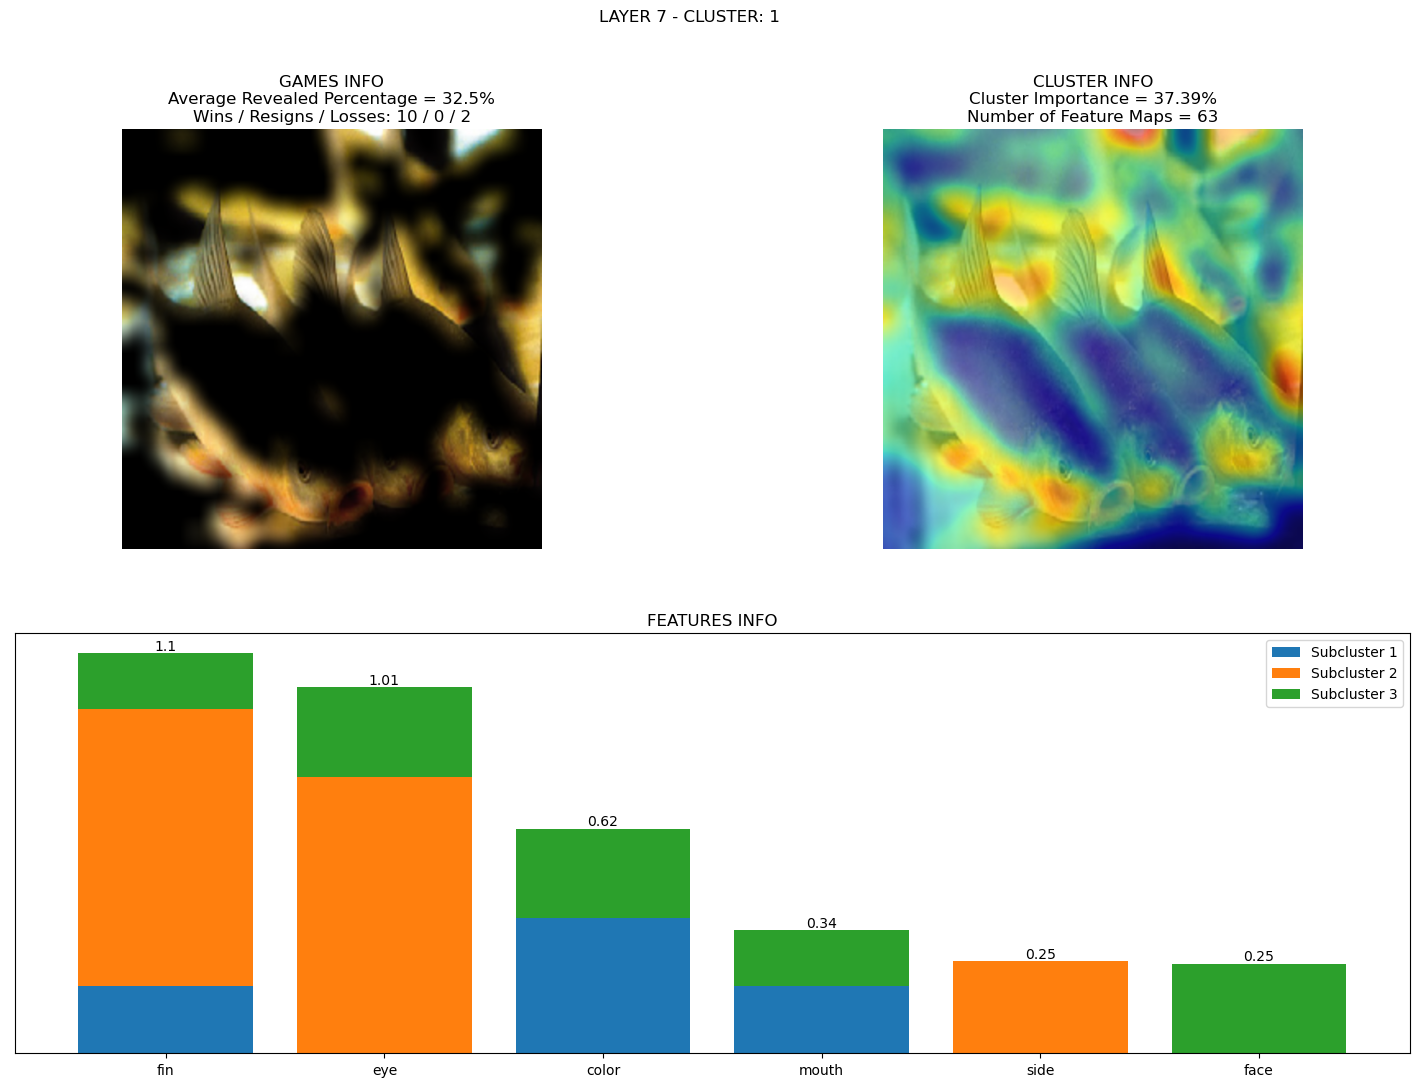 LAYER 7 - CLUSTER: 1
GAMES INFO
Average Revealed Percentage = 32.5%
Wins / Resigns / Losses: 10 / 0 / 2
CLUSTER INFO
Cluster Importance = 37.39%
Number of Feature Maps = 63
FEATURES INFO
1.1
1.01
0.62
0.34
0.25
0.25
Subcluster 1
Subcluster 2
Subcluster 3
fin
eye
color
mouth
side
face